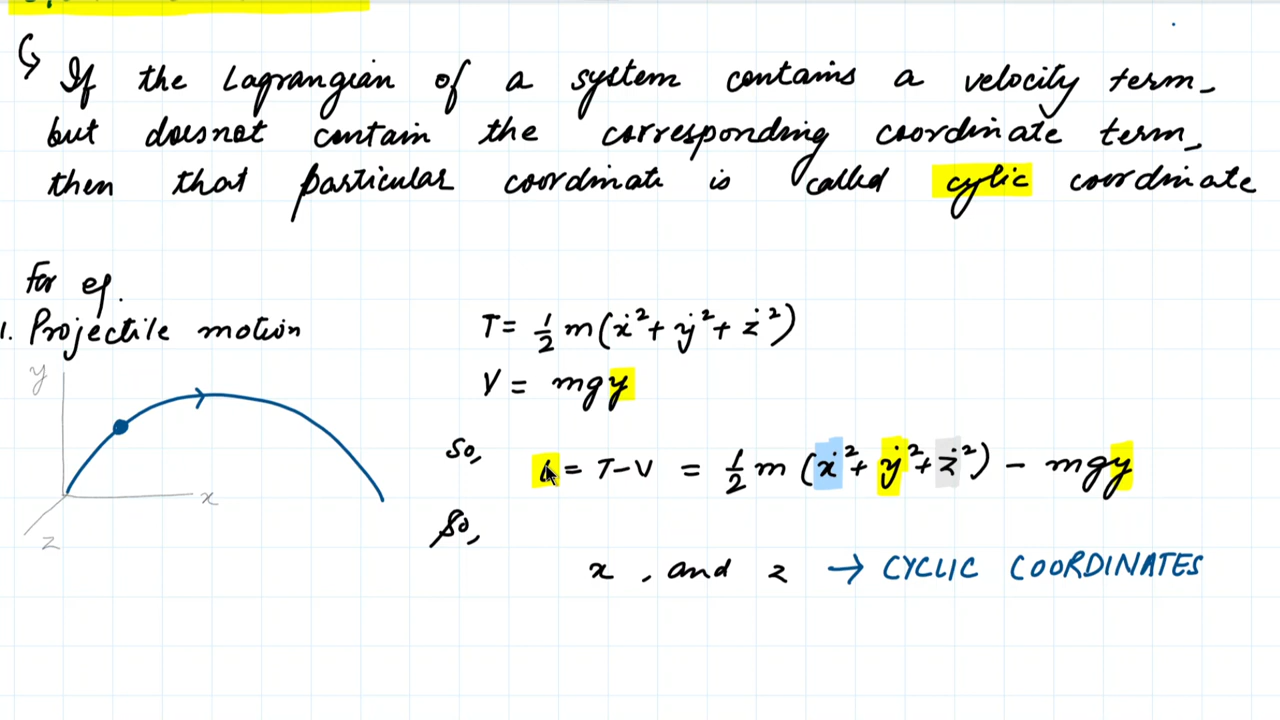 If the Lagrangian of a system contains a velocity term,
but doesnot contain the corresponding coordinate term,
then that particular coordinate is called cylic coordinate
For eg.
1. Projectile motion
T = 1/2 m(ẋ² + ẏ² + ż²)
V = mgy
y
x
z
So, L = T-V = 1/2 m (ẋ² + ẏ² + ż²) - mgy
So,
x , and z → CYCLIC COORDINATES